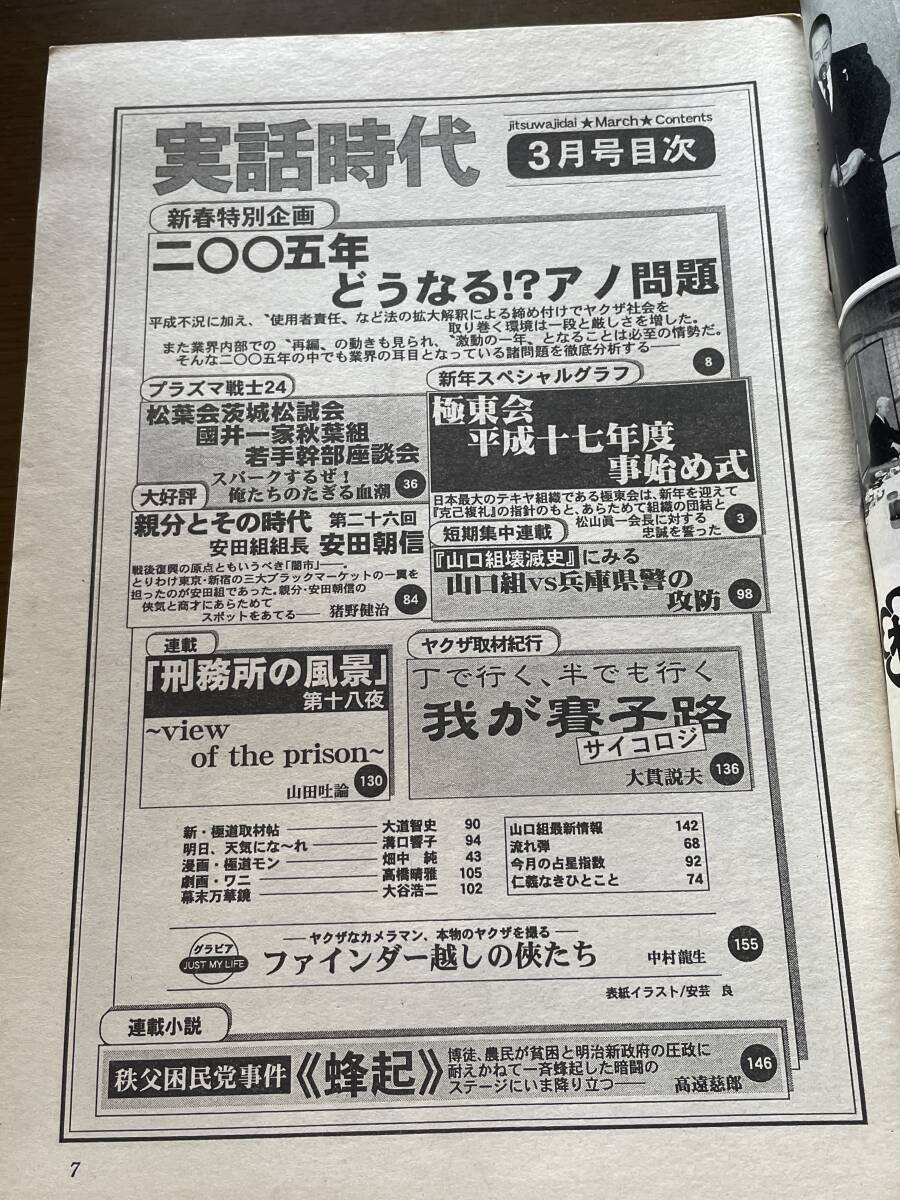 実話時代
jitsuwajidai ★ March ★ Contents
3月号目次
新春特別企画
二〇〇五年
どうなる!?アノ問題
平成不況に加え、〝使用者責任〟など法の拡大解釈による締め付けでヤクザ社会を
取り巻く環境は一段と厳しさを増した。
また業界内部での〝再編〟の動きも見られ、〝激動の一年〟となることは必至の情勢だ。
そんな二〇〇五年の中でも業界の耳目となっている諸問題を徹底分析する――
8
プラズマ戦士24
松葉会茨城松誠会
國井一家秋葉組
若手幹部座談会
スパークするぜ!
俺たちのたぎる血潮
36
新年スペシャルグラフ
極東会
平成十七年度
事始め式
日本最大のテキヤ組織である極東会は、新年を迎えて
『克己複礼』の指針のもと、あらためて組織の団結と
松山眞一会長に対する
忠誠を誓った
3
大好評
親分とその時代 第二十六回
安田組組長 安田朝信
戦後復興の原点ともいうべき「闇市」――。
とりわけ東京・新宿の三大ブラックマーケットの一翼を
担ったのが安田組であった。親分・安田朝信の
侠気と商才にあらためて
スポットをあてる―― 猪野健治
84
短期集中連載
『山口組壊滅史』にみる
山口組vs兵庫県警の
攻防
98
連載
「刑務所の風景」
第十八夜
~view
of the prison~
山田吐論
130
ヤクザ取材紀行
丁で行く、半でも行く
我が賽子路
サイコロジ
大貫説夫
136
新・極道取材帖 ―― 大道智史 90
明日、天気にな~れ ―― 溝口響子 94
漫画・極道モン ―― 畑中 純 43
劇画・ワニ ―― 高橋晴雅 105
幕末万華鏡 ―― 大谷浩二 102
山口組最新情報 142
流れ弾 68
今月の占星指数 92
仁義なきひとこと 74
グラビア
JUST MY LIFE
―― ヤクザなカメラマン、本物のヤクザを撮る ――
ファインダー越しの侠たち
中村龍生
155
表紙イラスト/安芸 良
連載小説
秩父困民党事件
《蜂起》
博徒、農民が貧困と明治新政府の圧政に
耐えかねて一斉蜂起した暗闘の
ステージにいま降り立つ――
高遠慈郎
146
7